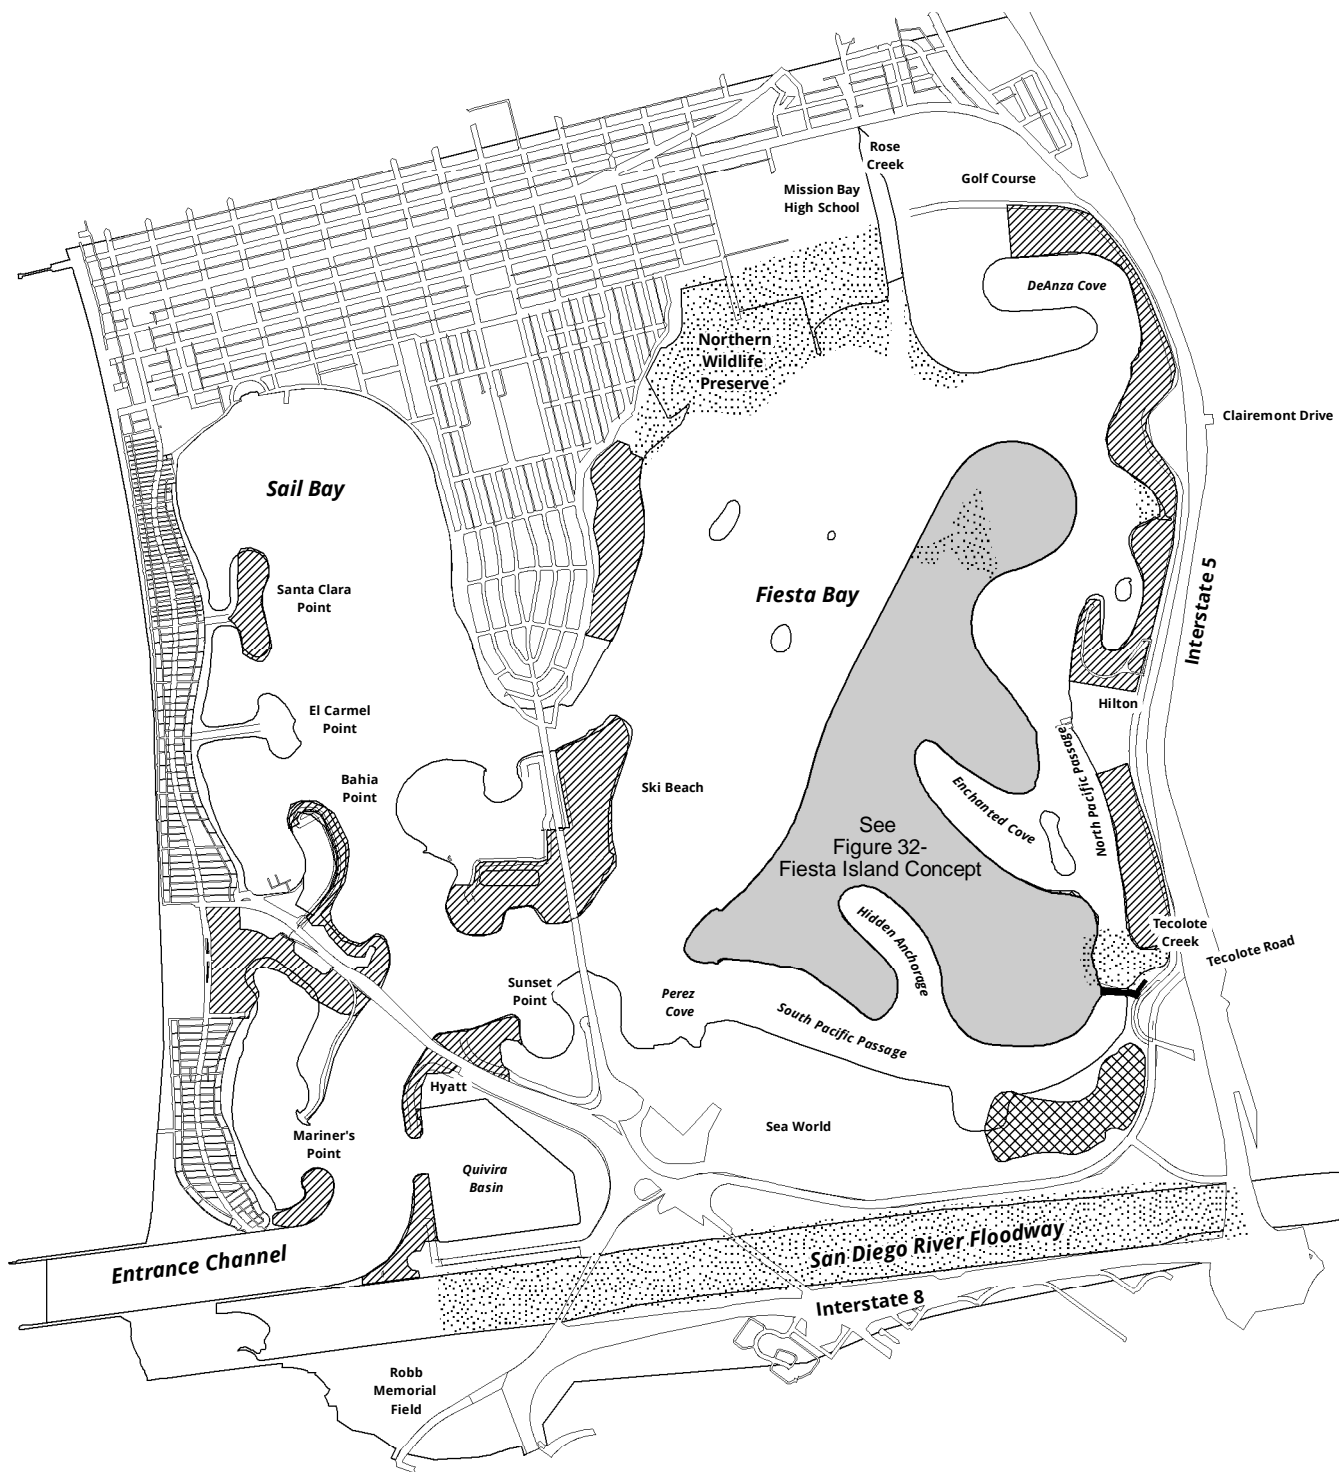 Rose
Creek
Golf Course
Mission Bay
High School
DeAnza Cove
Northern
Wildlife
Preserve
Clairemont Drive
Sail Bay
Fiesta Bay
Santa Clara
Point
Interstate 5
El Carmel
Point
Hilton
Bahia
Point
Ski Beach
North Pacific Passage
Enchanted Cove
See
Figure 32-
Fiesta Island Concept
Hidden Anchorage
Tecolote
Creek
Tecolote Road
Sunset
Point
Perez
Cove
South Pacific Passage
Hyatt
Sea World
Mariner's
Point
Quivira
Basin
Entrance Channel
San Diego River Floodway
Interstate 8
Robb
Memorial
Field